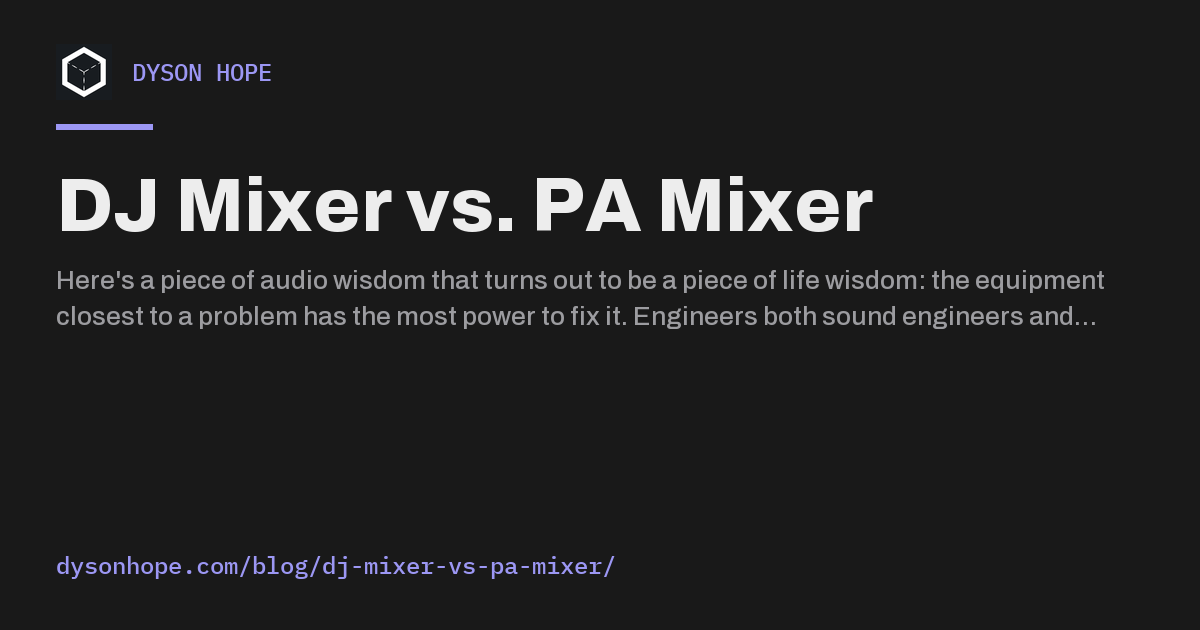 DYSON HOPE
DJ Mixer vs. PA Mixer
Here's a piece of audio wisdom that turns out to be a piece of life wisdom: the equipment
closest to a problem has the most power to fix it. Engineers both sound engineers and...
dysonhope.com/blog/dj-mixer-vs-pa-mixer/